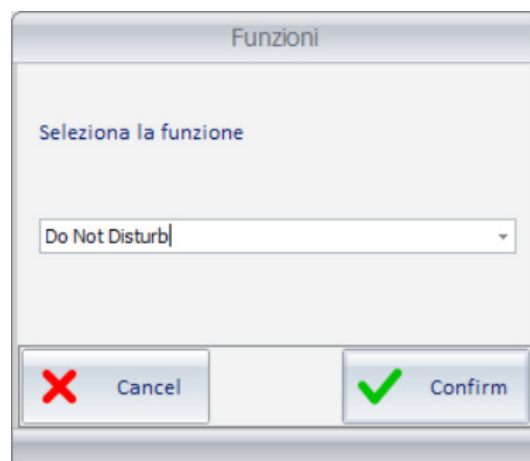 Funzioni
Seleziona la funzione
Do Not Disturb
Cancel
Confirm